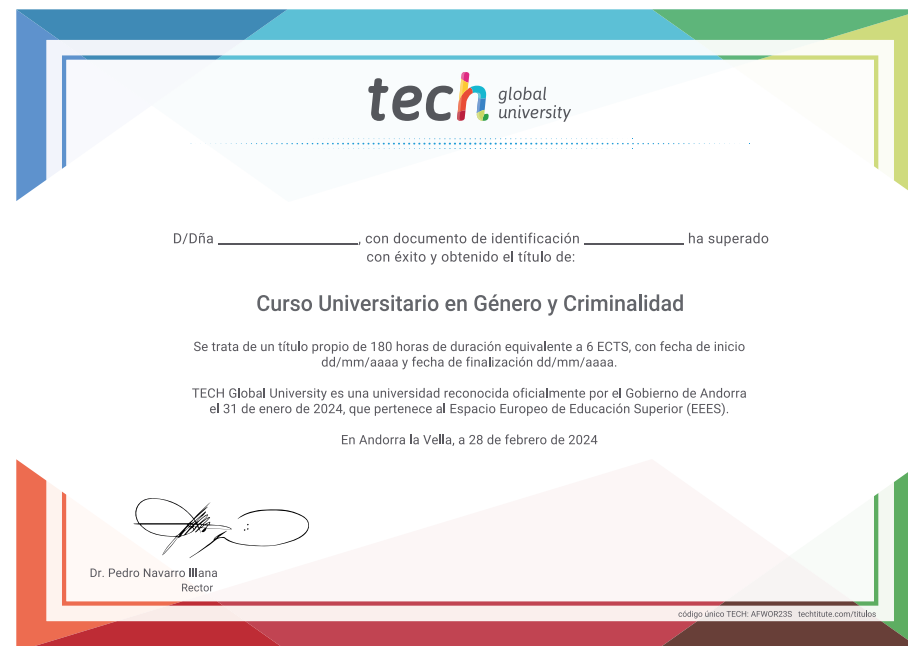 tech global university
D/Dña ____________________, con documento de identificación ______________ ha superado
con éxito y obtenido el título de:
Curso Universitario en Género y Criminalidad
Se trata de un título propio de 180 horas de duración equivalente a 6 ECTS, con fecha de inicio
dd/mm/aaaa y fecha de finalización dd/mm/aaaa.
TECH Global University es una universidad reconocida oficialmente por el Gobierno de Andorra
el 31 de enero de 2024, que pertenece al Espacio Europeo de Educación Superior (EEES).
En Andorra la Vella, a 28 de febrero de 2024
Dr. Pedro Navarro Illana
Rector
código único TECH: AFWOR23S techtitute.com/titulos